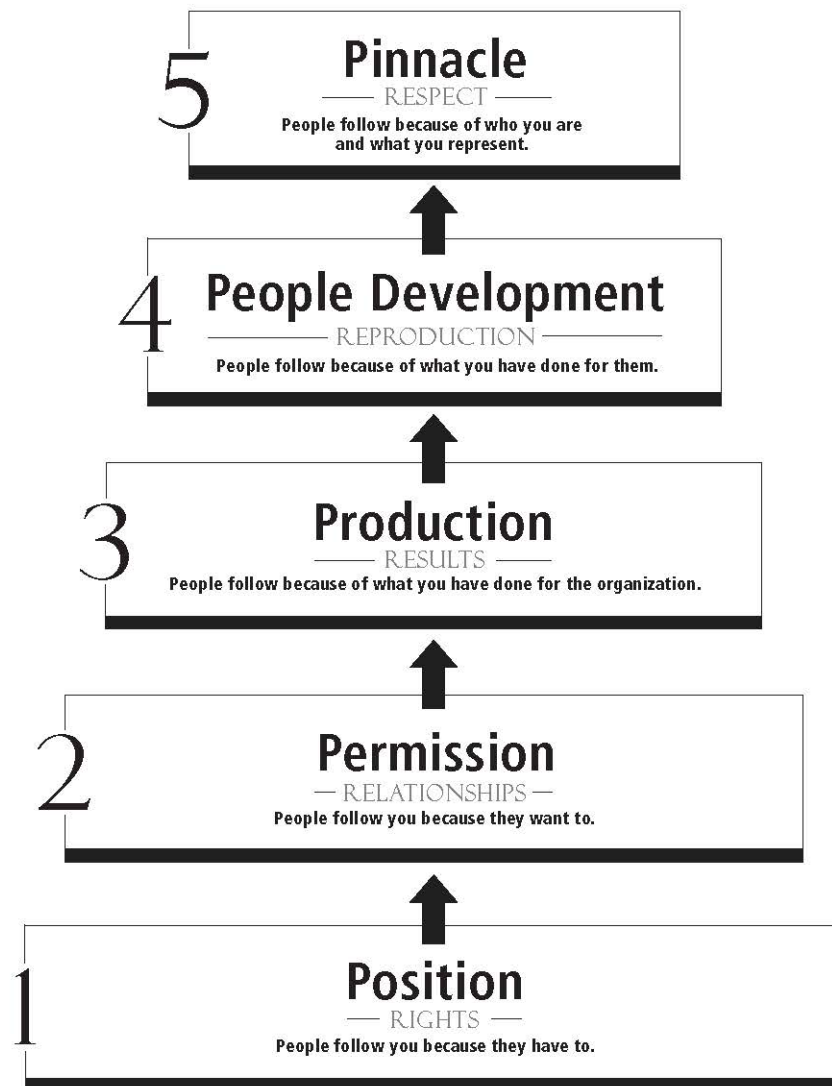 5
Pinnacle
RESPECT
People follow because of who you are
and what you represent.
4
People Development
REPRODUCTION
People follow because of what you have done for them.
3
Production
RESULTS
People follow because of what you have done for the organization.
2
Permission
RELATIONSHIPS
People follow you because they want to.
1
Position
RIGHTS
People follow you because they have to.